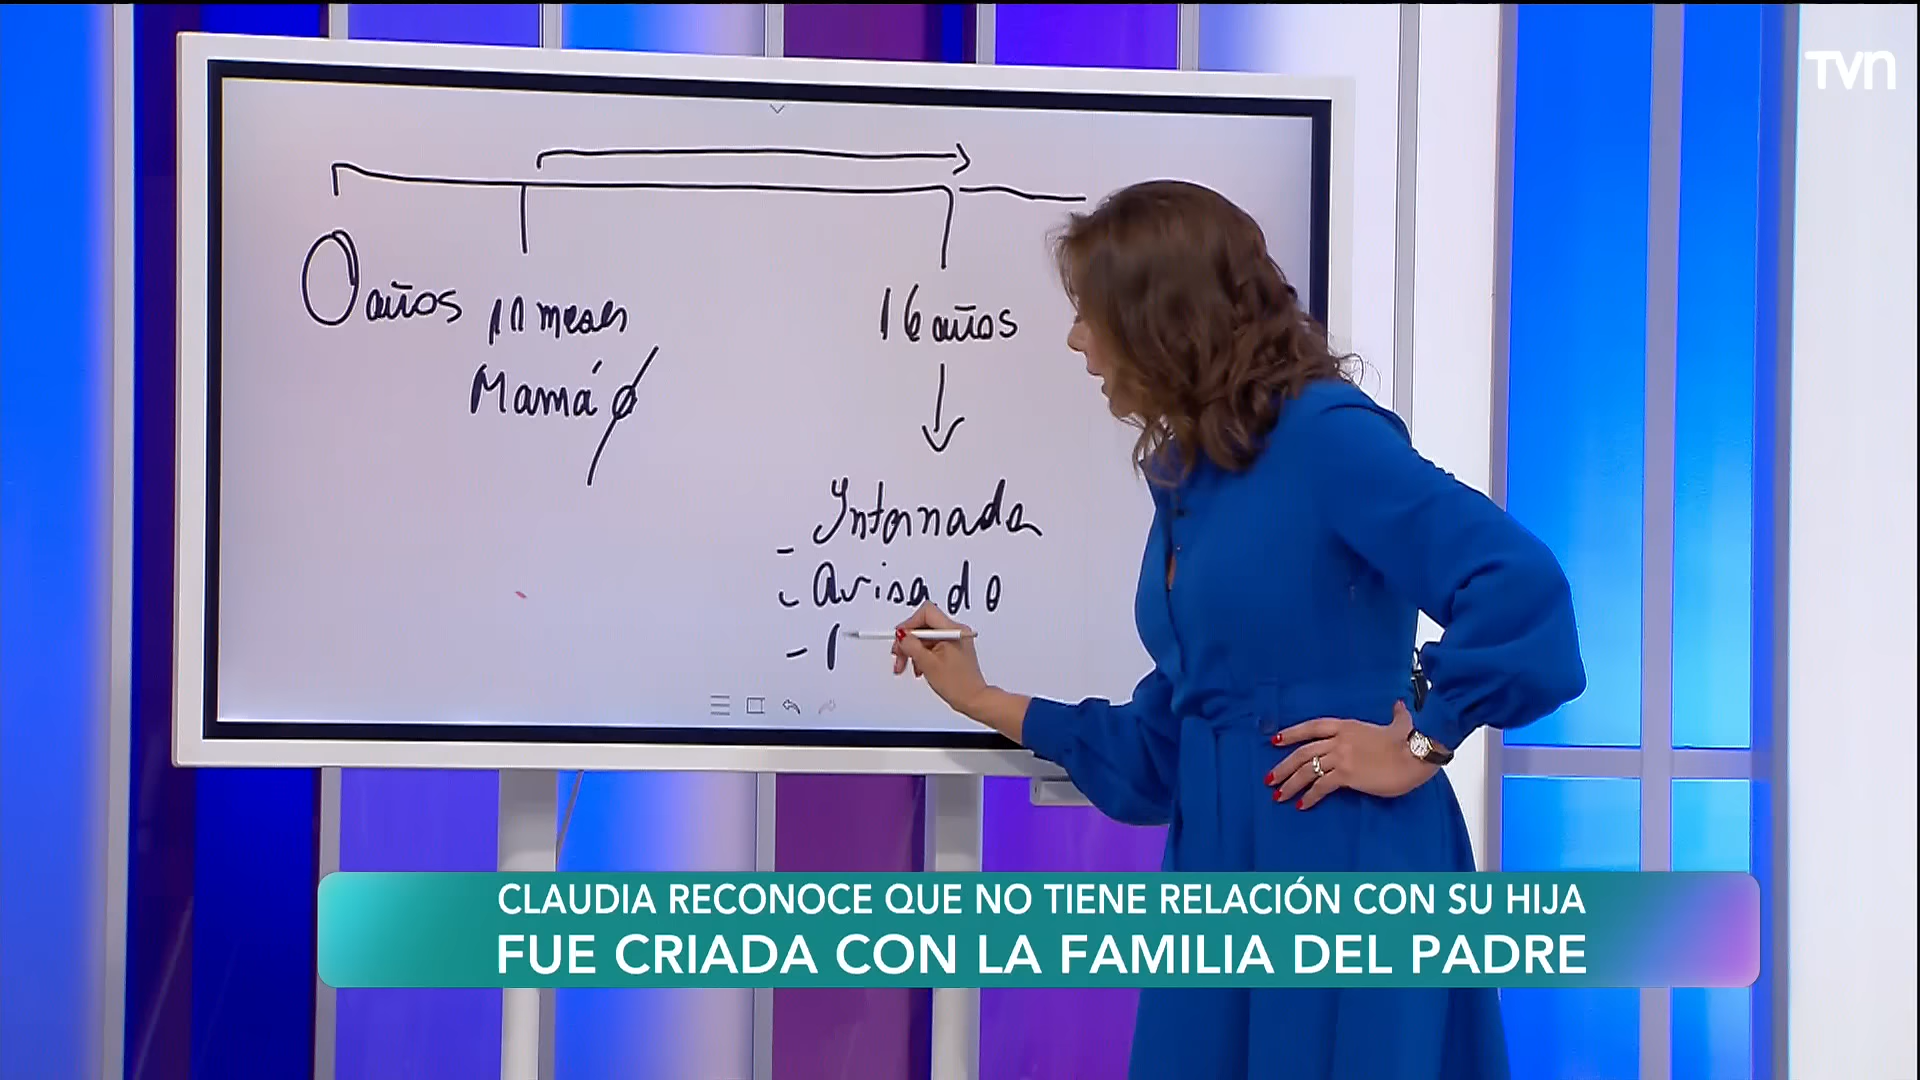 TVN
0 años 11 meses 16 años
Mamá
Internada
- avisado
-
CLAUDIA RECONOCE QUE NO TIENE RELACIÓN CON SU HIJA
FUE CRIADA CON LA FAMILIA DEL PADRE